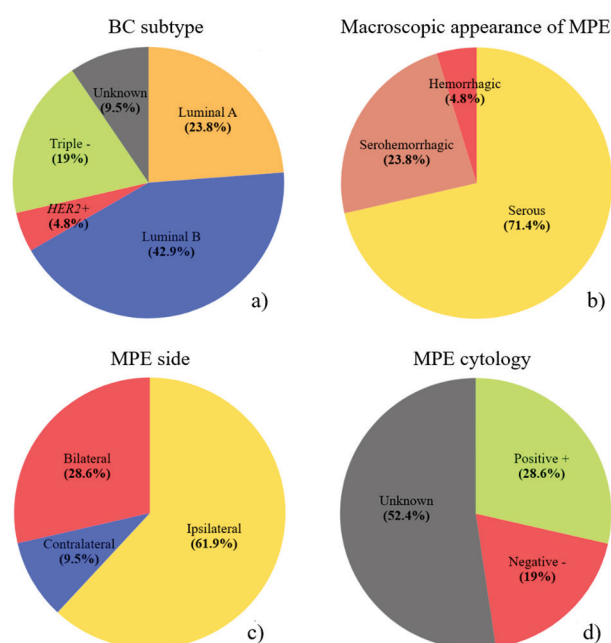 BC subtype
Unknown
(9.5%)
Luminal A
(23.8%)
Triple -
(19%)
HER2+
(4.8%)
Luminal B
(42.9%)
a)
Macroscopic appearance of MPE
Hemorrhagic
(4.8%)
Serohemorrhagic
(23.8%)
Serous
(71.4%)
b)
MPE side
Bilateral
(28.6%)
Ipsilateral
(61.9%)
Contralateral
(9.5%)
c)
MPE cytology
Positive +
(28.6%)
Unknown
(52.4%)
Negative -
(19%)
d)